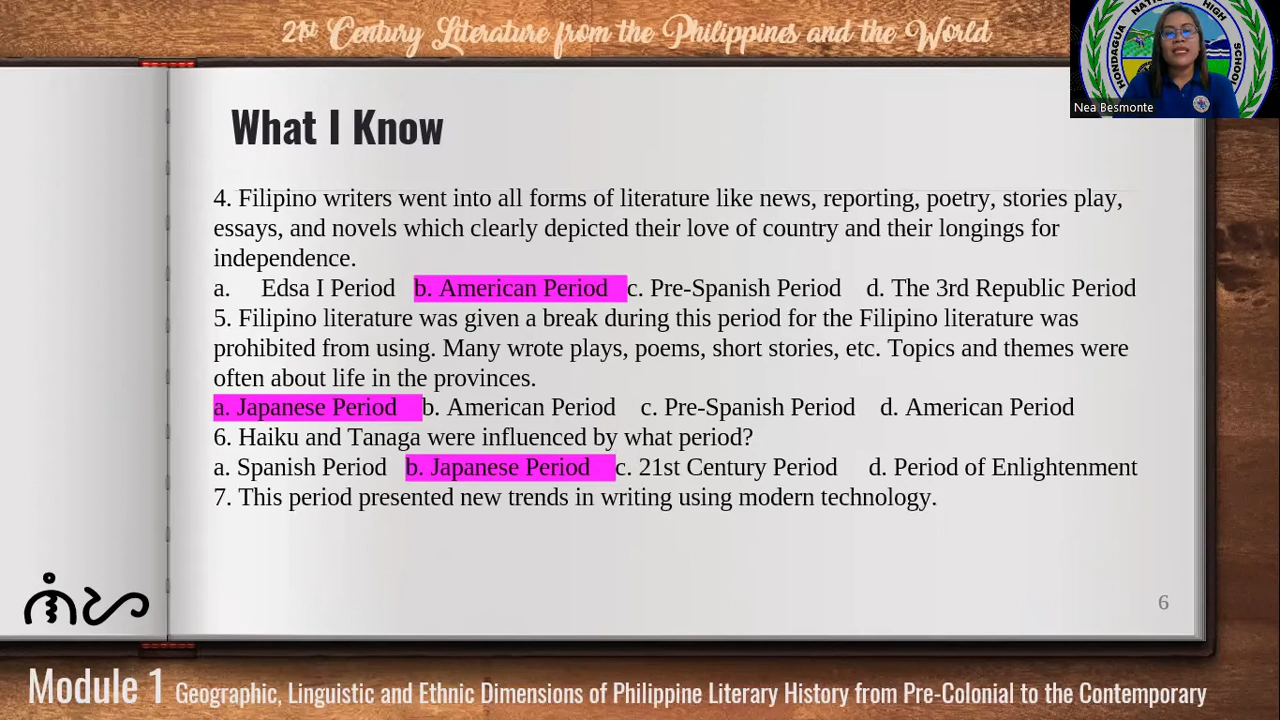 21st Century Literature from the Philippines and the World
HONDAGUA NATIONAL HIGH SCHOOL
Nea Besmonte
What I Know
4. Filipino writers went into all forms of literature like news, reporting, poetry, stories play,
essays, and novels which clearly depicted their love of country and their longings for
independence.
a. Edsa I Period b. American Period c. Pre-Spanish Period d. The 3rd Republic Period
5. Filipino literature was given a break during this period for the Filipino literature was
prohibited from using. Many wrote plays, poems, short stories, etc. Topics and themes were
often about life in the provinces.
a. Japanese Period b. American Period c. Pre-Spanish Period d. American Period
6. Haiku and Tanaga were influenced by what period?
a. Spanish Period b. Japanese Period c. 21st Century Period d. Period of Enlightenment
7. This period presented new trends in writing using modern technology.
6
Module 1 Geographic, Linguistic and Ethnic Dimensions of Philippine Literary History from Pre-Colonial to the Contemporary